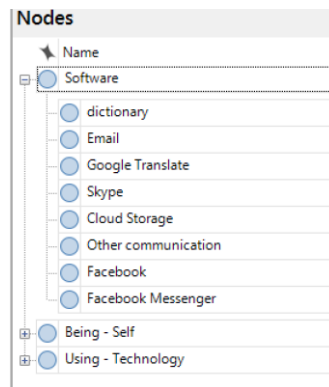 Nodes
Name
Software
dictionary
Email
Google Translate
Skype
Cloud Storage
Other communication
Facebook
Facebook Messenger
Being - Self
Using - Technology